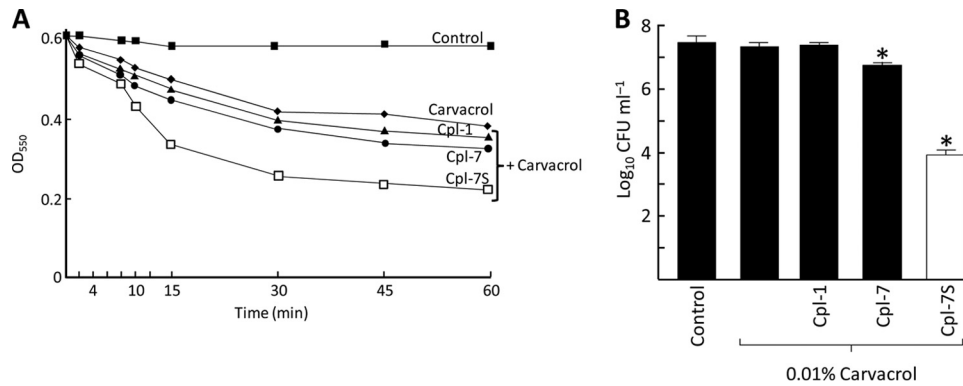 A
0.6
0.4
0.2
0
OD550
Control
Carvacrol
Cpl-1
Cpl-7
Cpl-7S
+ Carvacrol
4 10 15 30 45 60
Time (min)
B
8
6
4
2
Log10 CFU ml–1
*
*
Control
Cpl-1
Cpl-7
Cpl-7S
0.01% Carvacrol